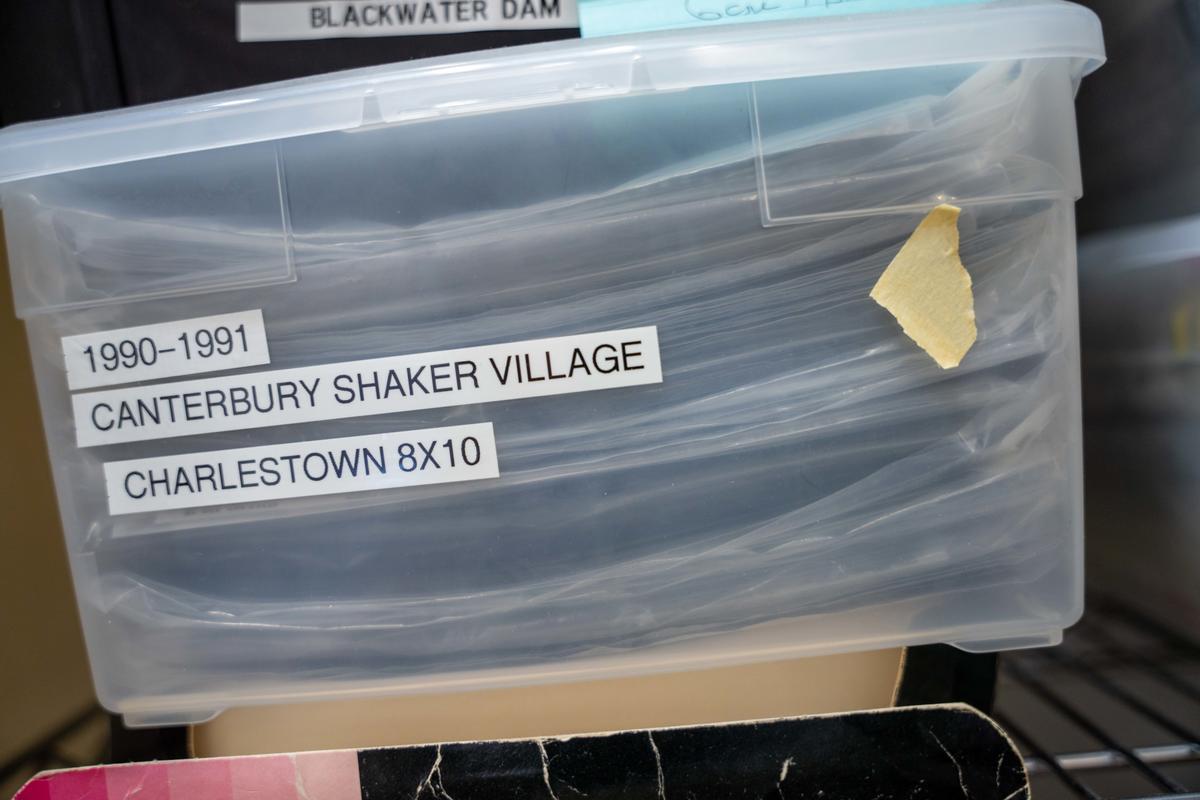 BLACKWATER DAM
1990–1991
CANTERBURY SHAKER VILLAGE
CHARLESTOWN 8X10